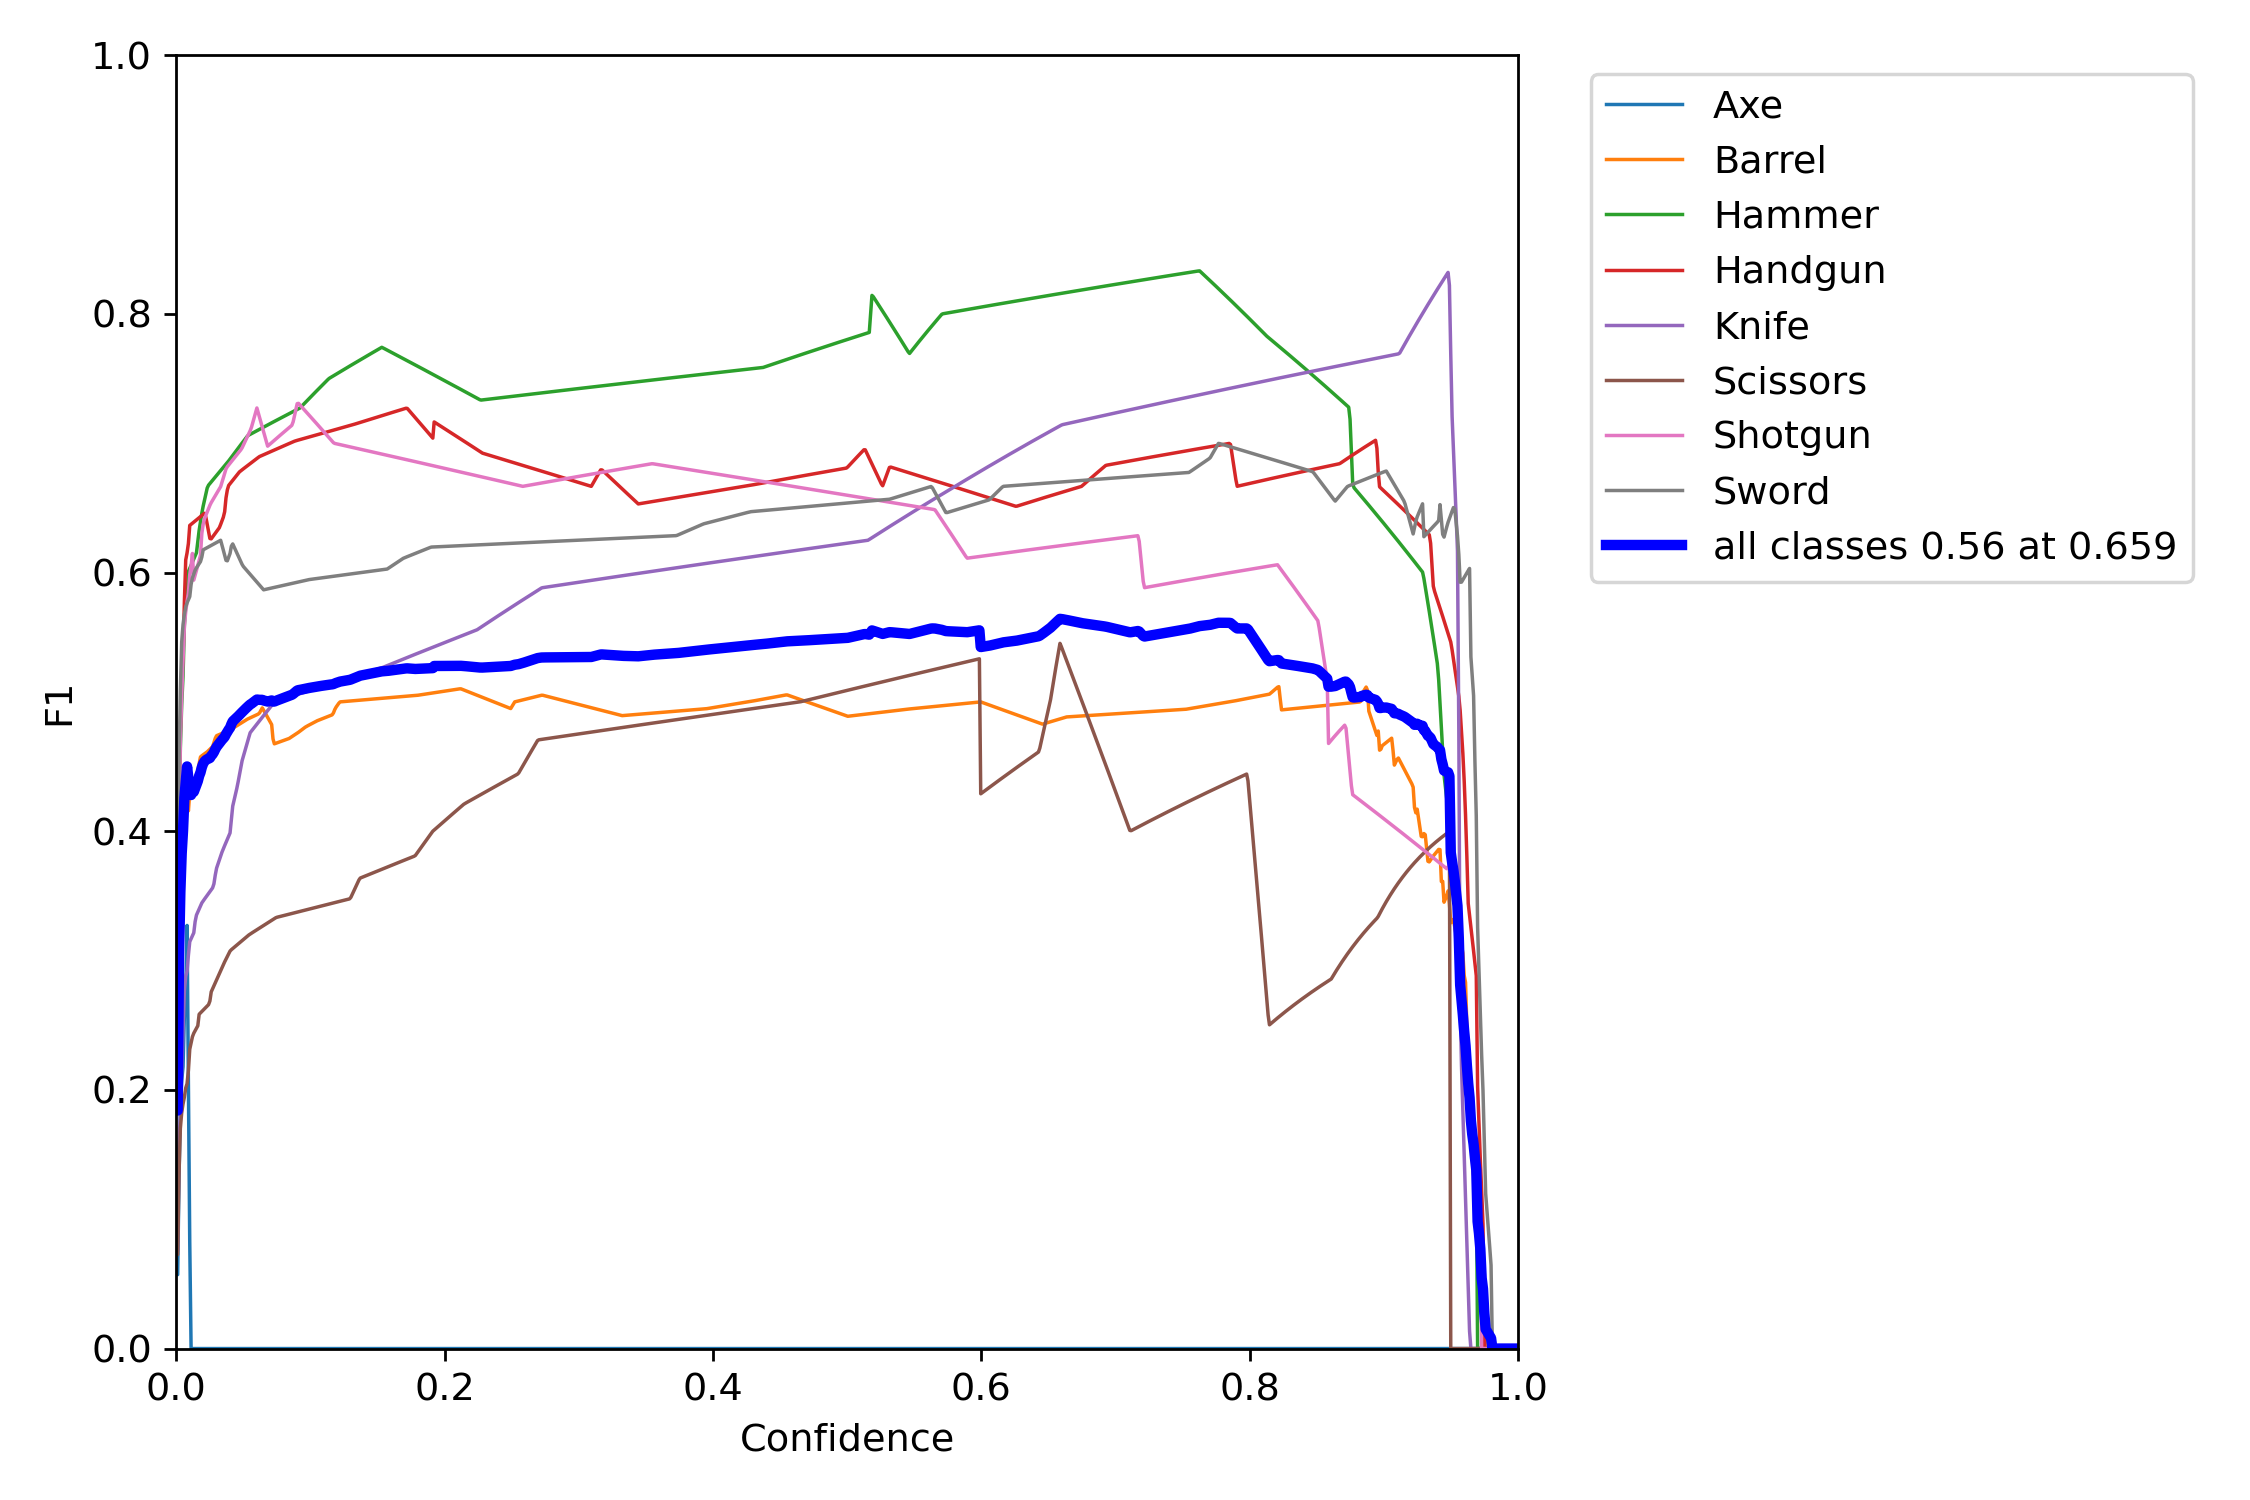 1.0
0.8
0.6
0.4
0.2
0.0
F1
0.0 0.2 0.4 0.6 0.8 1.0
Confidence
Axe
Barrel
Hammer
Handgun
Knife
Scissors
Shotgun
Sword
all classes 0.56 at 0.659